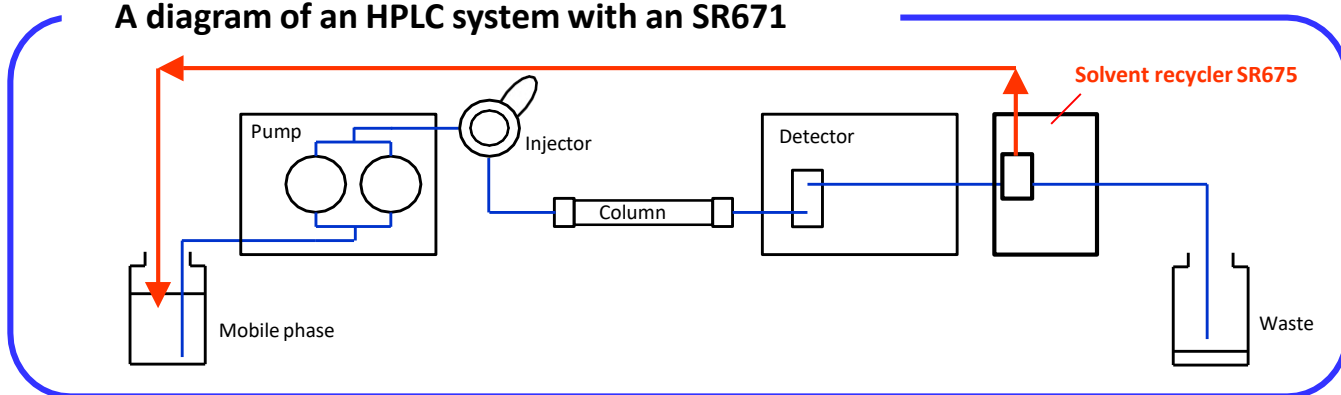 A diagram of an HPLC system with an SR671
Solvent recycler SR675
Pump
Injector
Detector
Column
Mobile phase
Waste